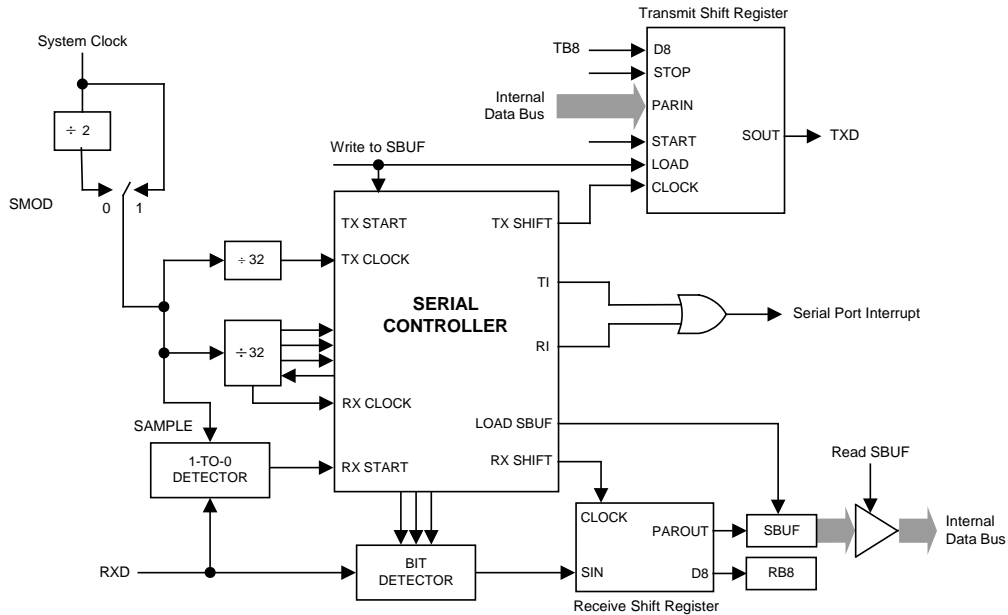 Transmit Shift Register
System Clock
TB8
D8
STOP
Internal
Data Bus
PARIN
÷ 2
SOUT
TXD
START
Write to SBUF
LOAD
CLOCK
SMOD
0
1
TX START
TX SHIFT
÷ 32
TX CLOCK
TI
SERIAL
CONTROLLER
Serial Port Interrupt
RI
÷ 32
RX CLOCK
SAMPLE
LOAD SBUF
1-TO-0
DETECTOR
RX START
RX SHIFT
Read SBUF
CLOCK
PAROUT
SBUF
Internal
Data Bus
RXD
BIT
DETECTOR
SIN
D8
RB8
Receive Shift Register